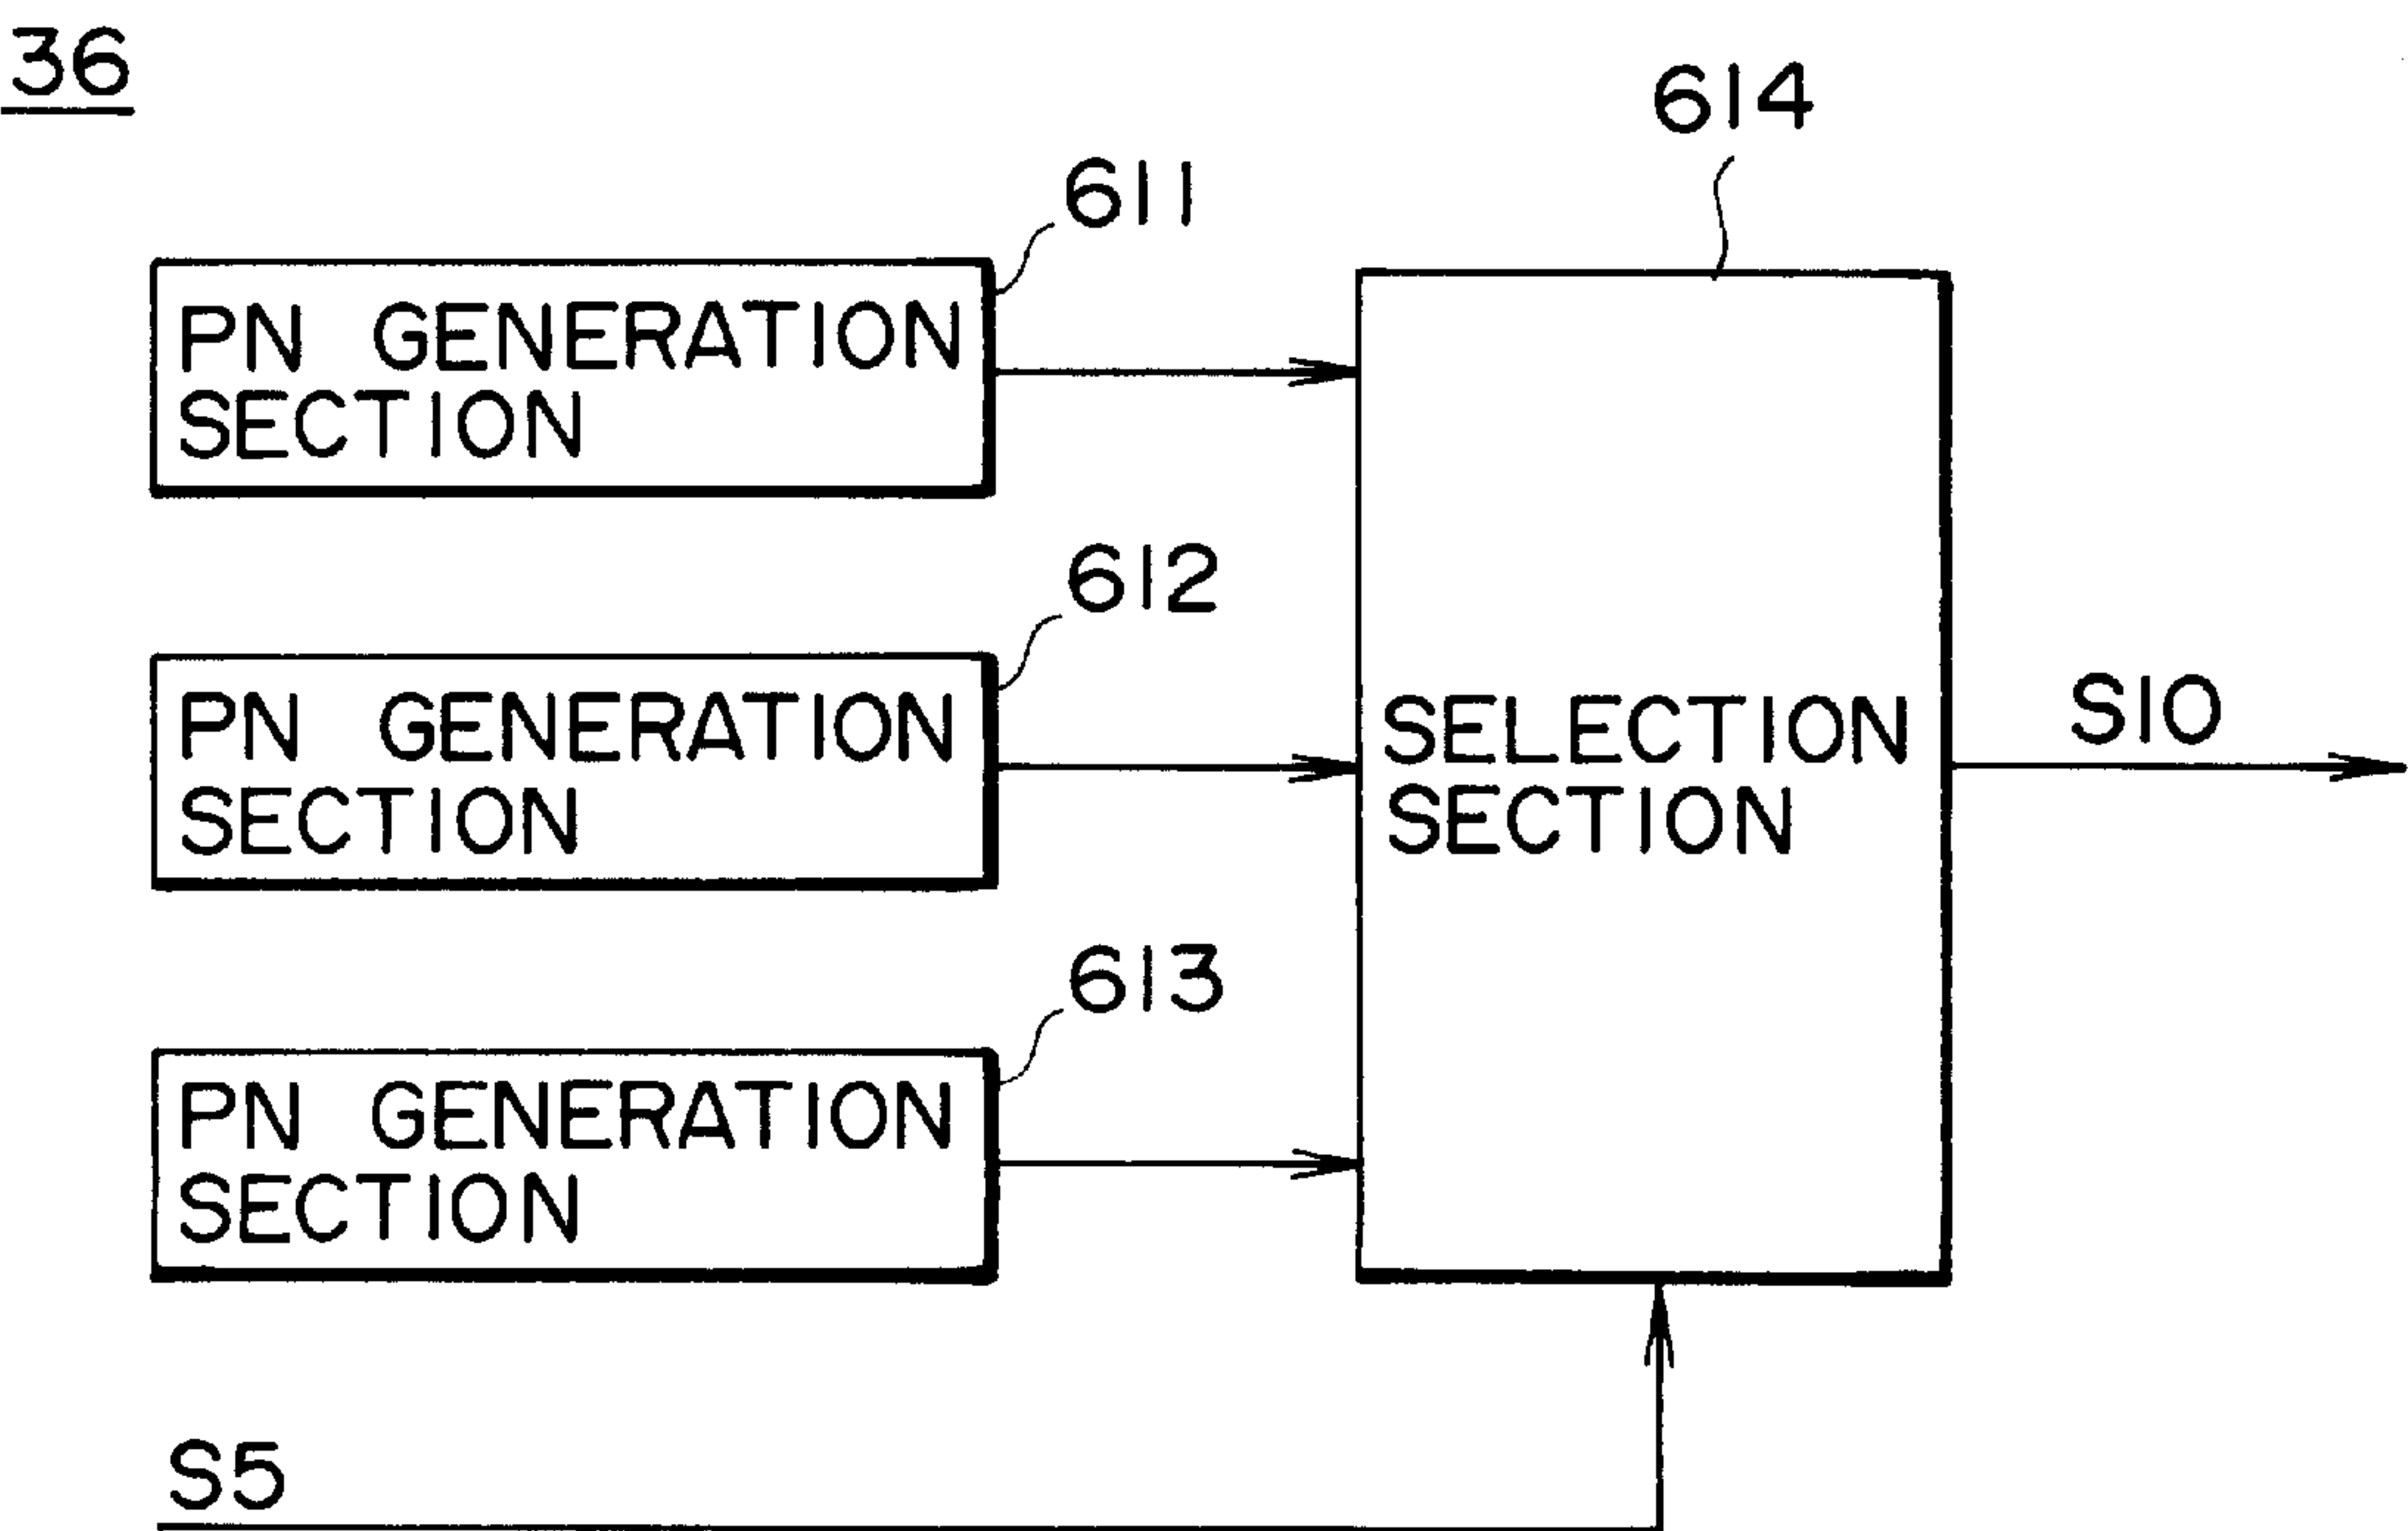 36
614
611
PN GENERATION
SECTION
612
PN GENERATION
SECTION
SELECTION
SECTION
S10
613
PN GENERATION
SECTION
S5